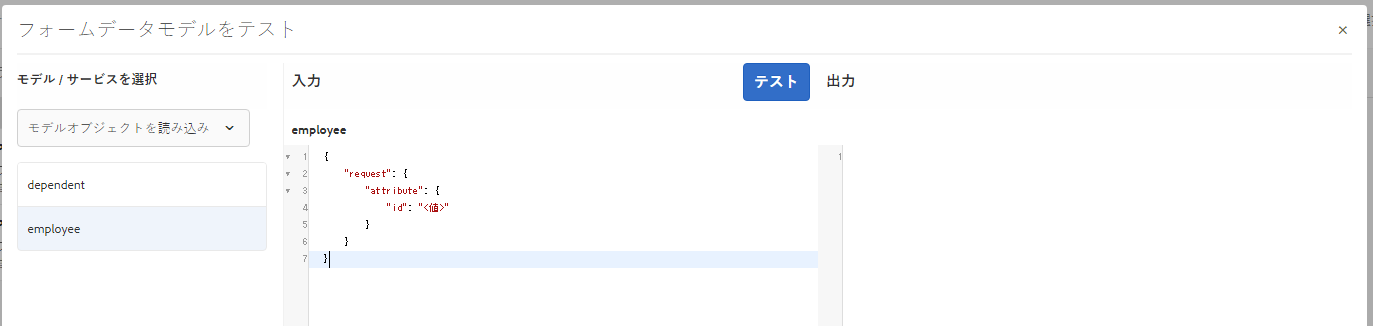 フォームデータモデルをテスト
×
モデル / サービスを選択
モデルオブジェクトを読み込み
dependent
employee
入力
テスト
employee
1 {
2 "request": {
3 "attribute": {
4 "id": "<値>"
5 }
6 }
7 }
出力
1